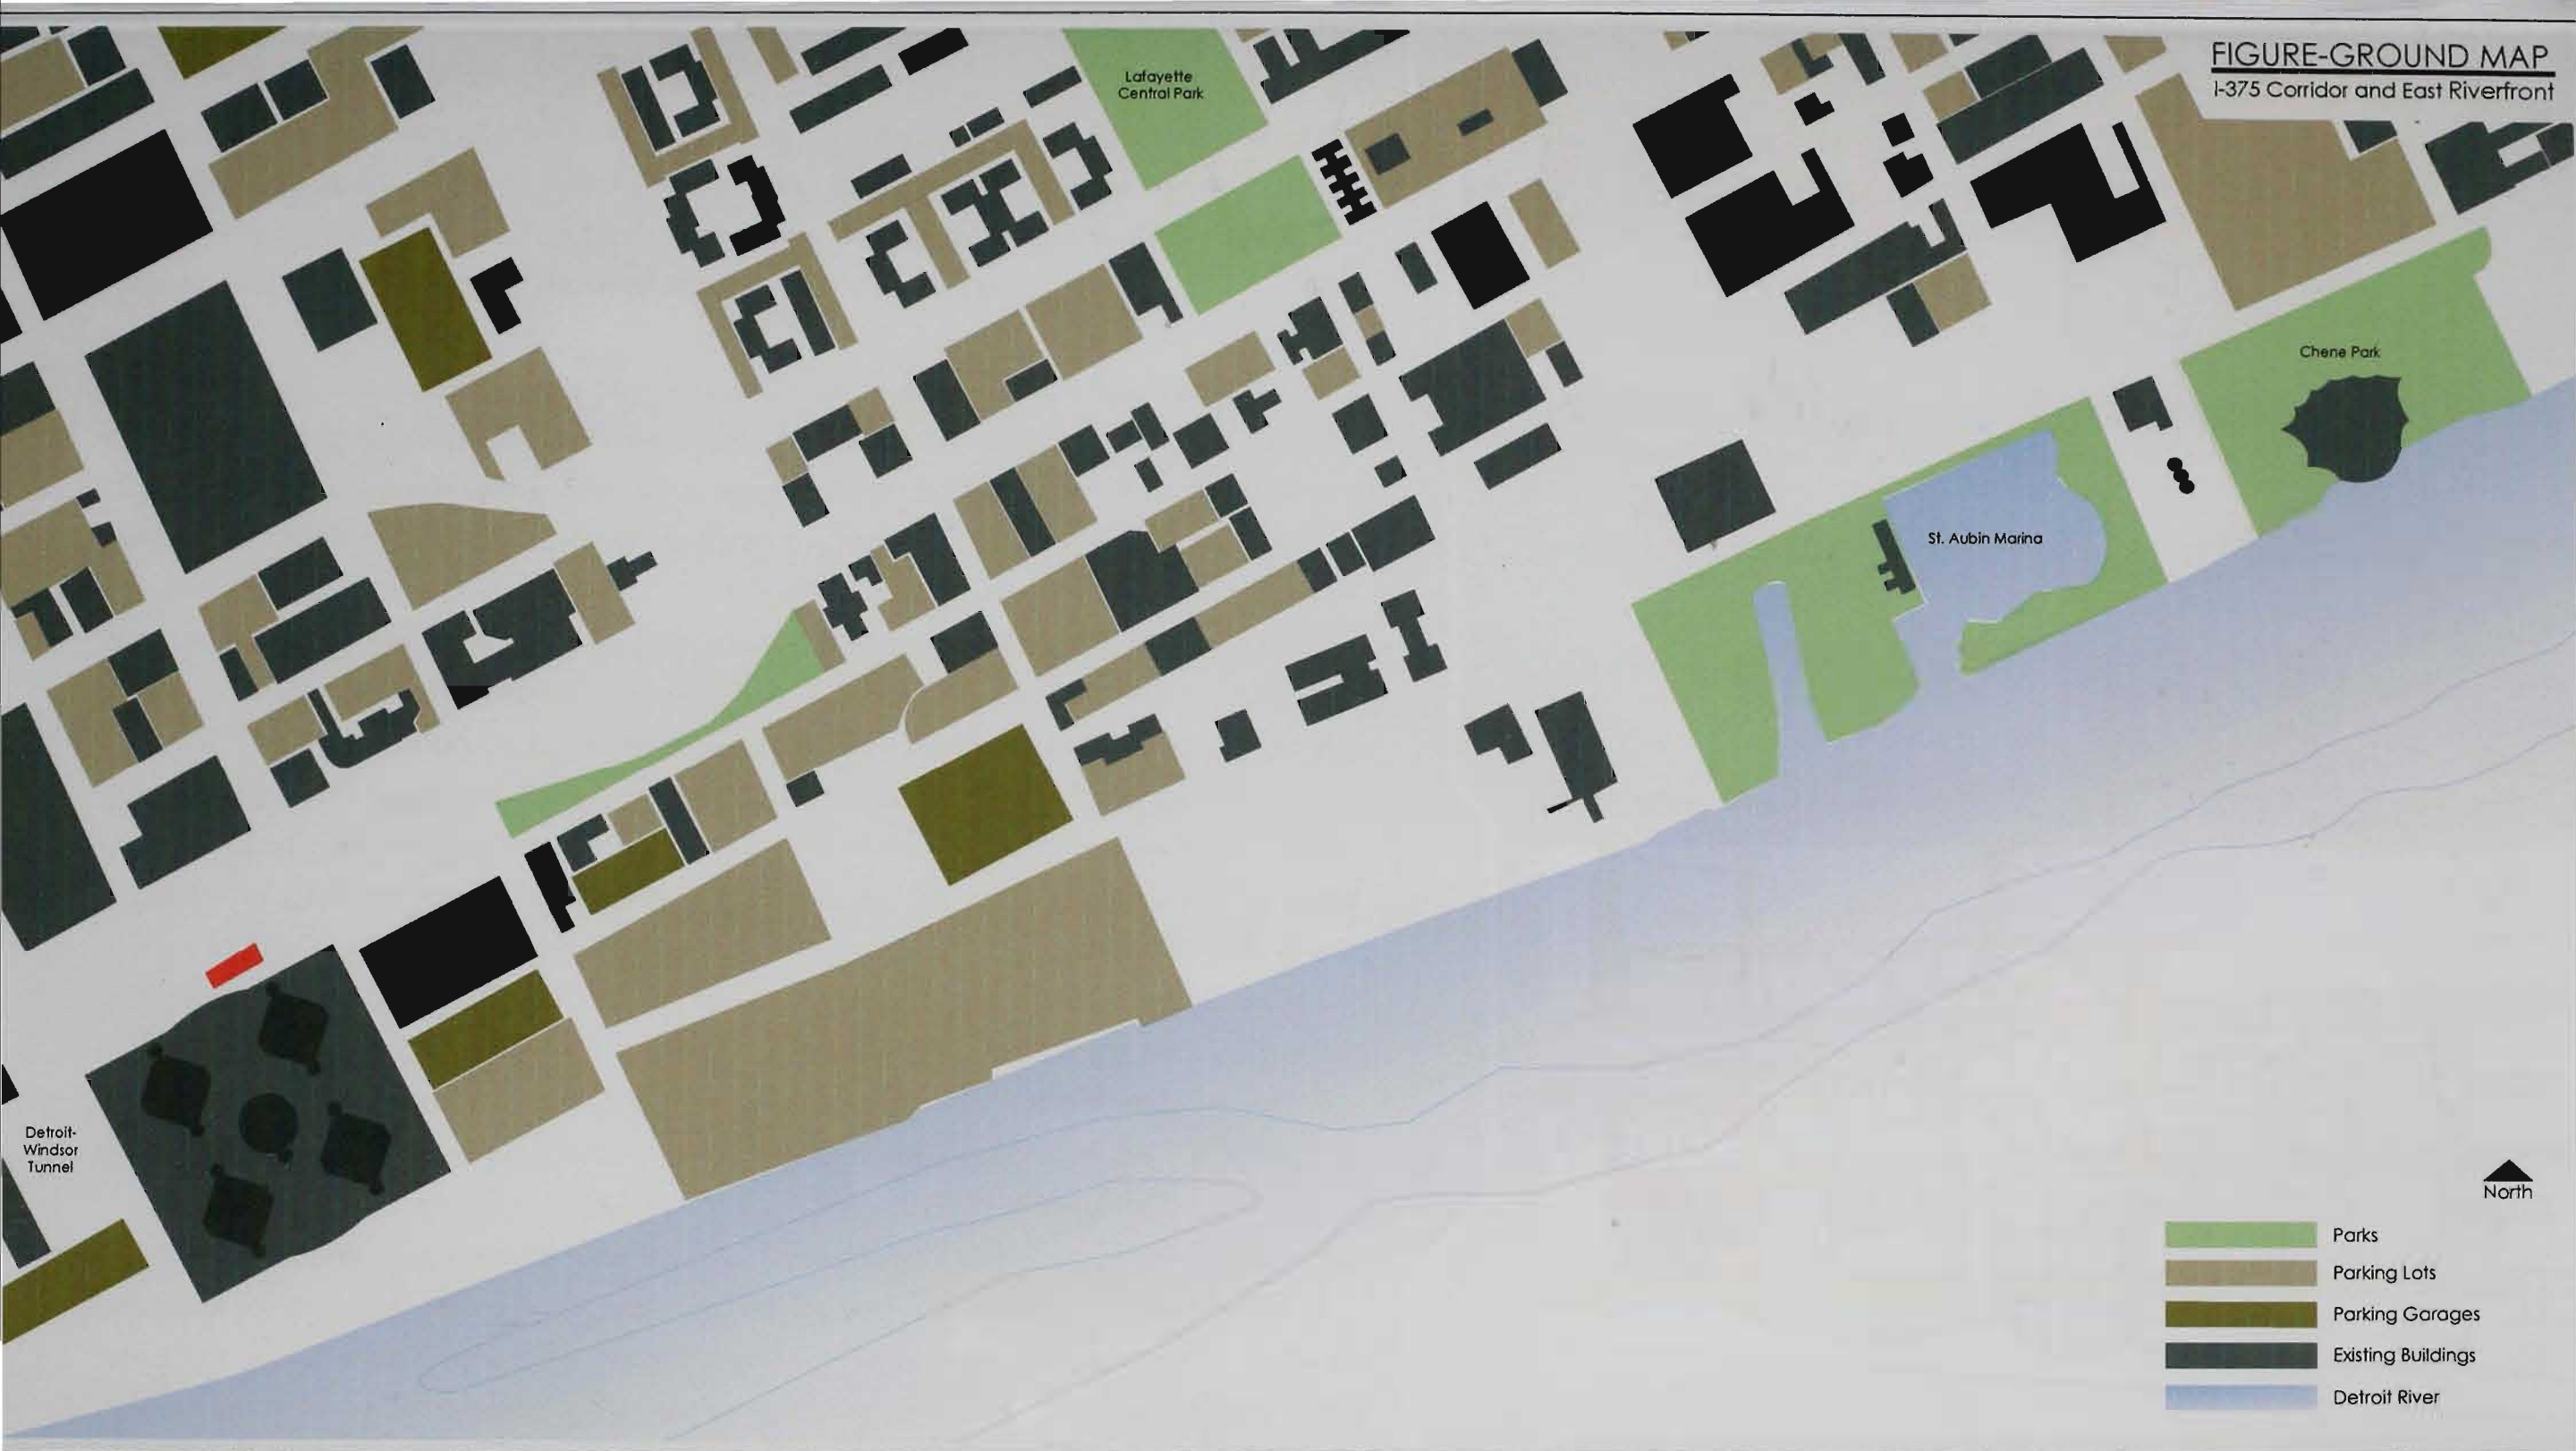 FIGURE-GROUND MAP
I-375 Corridor and East Riverfront
Lafayette
Central Park
Chene Park
St. Aubin Marina
Detroit-
Windsor
Tunnel
North
Parks
Parking Lots
Parking Garages
Existing Buildings
Detroit River